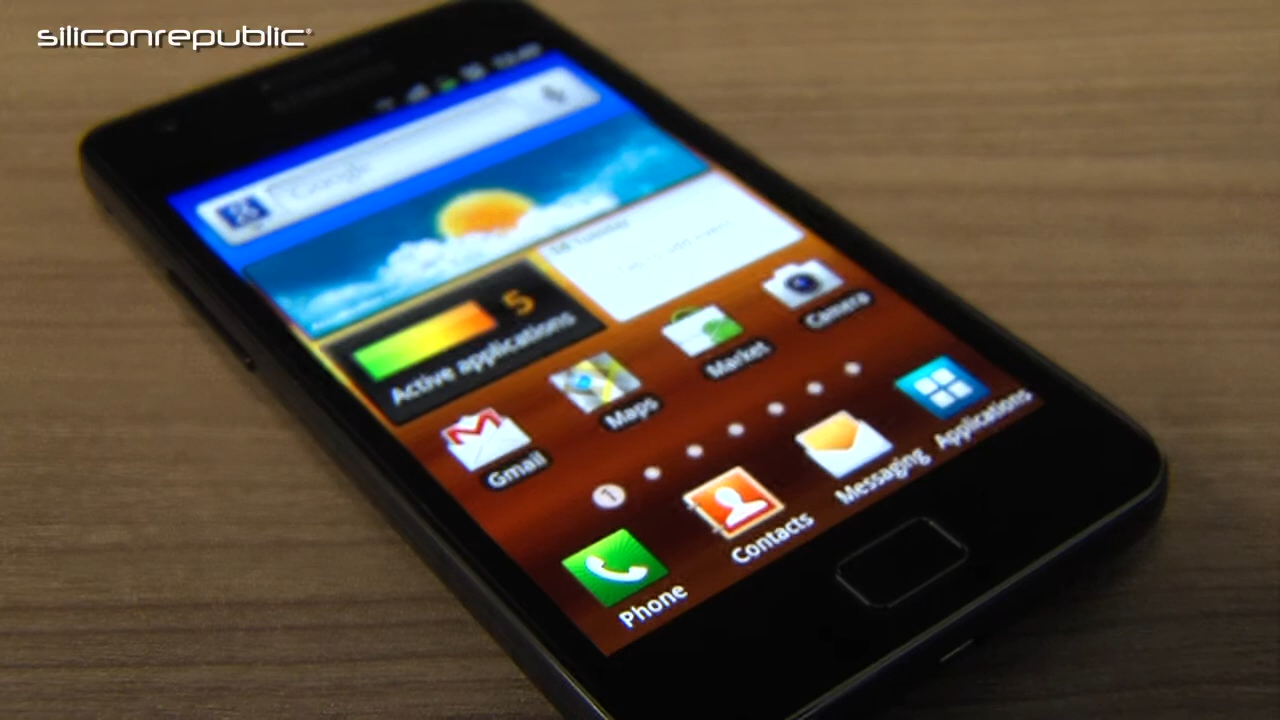 siliconrepublic
Google
5
Active applications
Gmail
Maps
Market
Camera
1
Phone
Contacts
Messaging
Applications